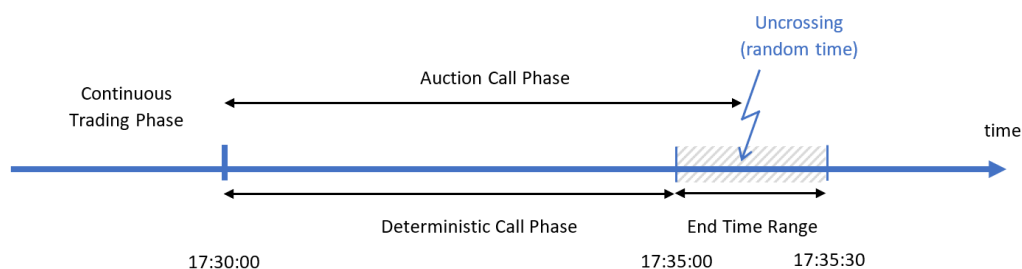 Uncrossing
(random time)
Auction Call Phase
Continuous
Trading Phase
time
Deterministic Call Phase
End Time Range
17:30:00
17:35:00
17:35:30